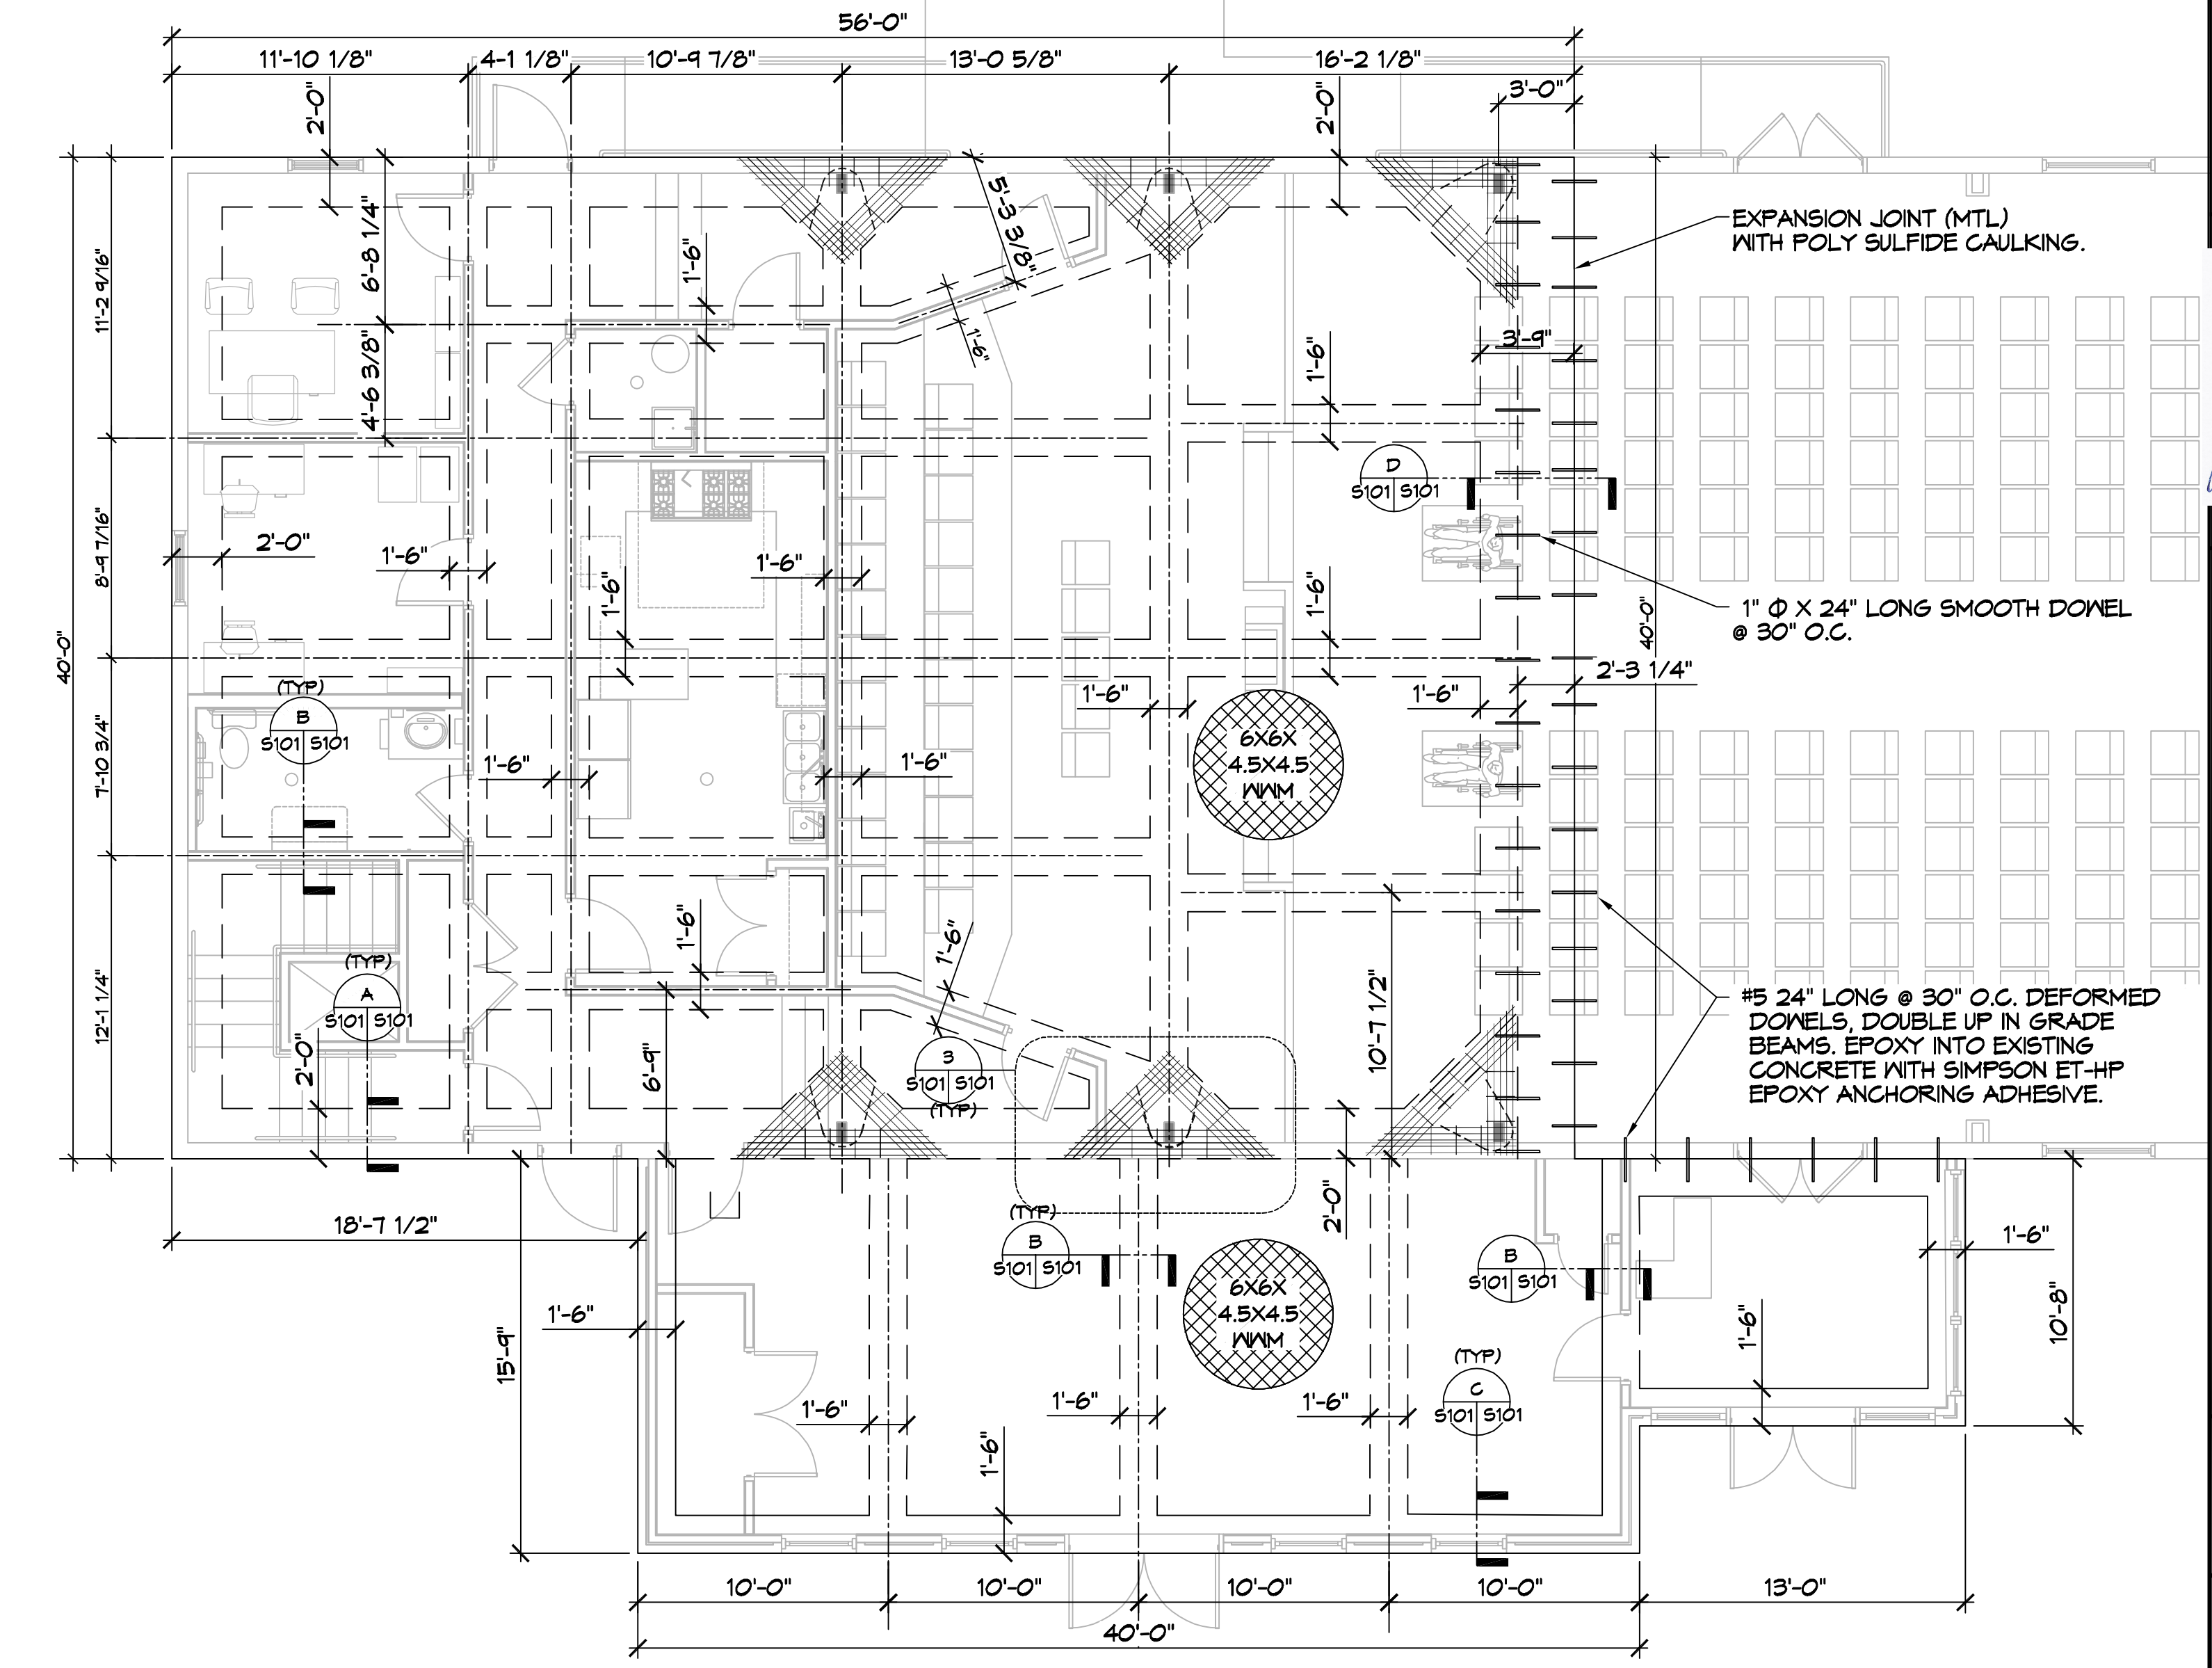 56'-0"
11'-10 1/8"
4-1 1/8"
10'-9 7/8"
13'-0 5/8"
16'-2 1/8"
3'-0"
2'-0"
2'-0"
11'-2 9/16"
6'-8 1/4"
5'-3 3/8"
1'-6"
1'-6"
EXPANSION JOINT (MTL)
WITH POLY SULFIDE CAULKING.
3'-9"
4'-6 3/8"
1'-6"
D
S101 S101
8'-9 7/16"
2'-0"
1'-6"
1'-6"
1'-6"
1'-6"
1" Φ X 24" LONG SMOOTH DOWEL
@ 30" O.C.
40'-0"
40'-0"
2'-3 1/4"
(TYP)
B
S101 S101
1'-6"
1'-6"
7'-10 3/4"
1'-6"
1'-6"
6X6X
4.5X4.5
WWM
12'-1 1/4"
(TYP)
A
S101 S101
2'-0"
1'-6"
1'-6"
6'-9"
3
S101 S101
(TYP)
10'-7 1/2"
#5 24" LONG @ 30" O.C. DEFORMED
DOWELS, DOUBLE UP IN GRADE
BEAMS. EPOXY INTO EXISTING
CONCRETE WITH SIMPSON ET-HP
EPOXY ANCHORING ADHESIVE.
18'-7 1/2"
(TYP)
B
S101 S101
2'-0"
B
S101 S101
1'-6"
1'-6"
15'-9"
6X6X
4.5X4.5
WWM
1'-6"
10'-8"
(TYP)
C
S101 S101
1'-6"
1'-6"
1'-6"
1'-6"
10'-0"
10'-0"
10'-0"
10'-0"
13'-0"
40'-0"